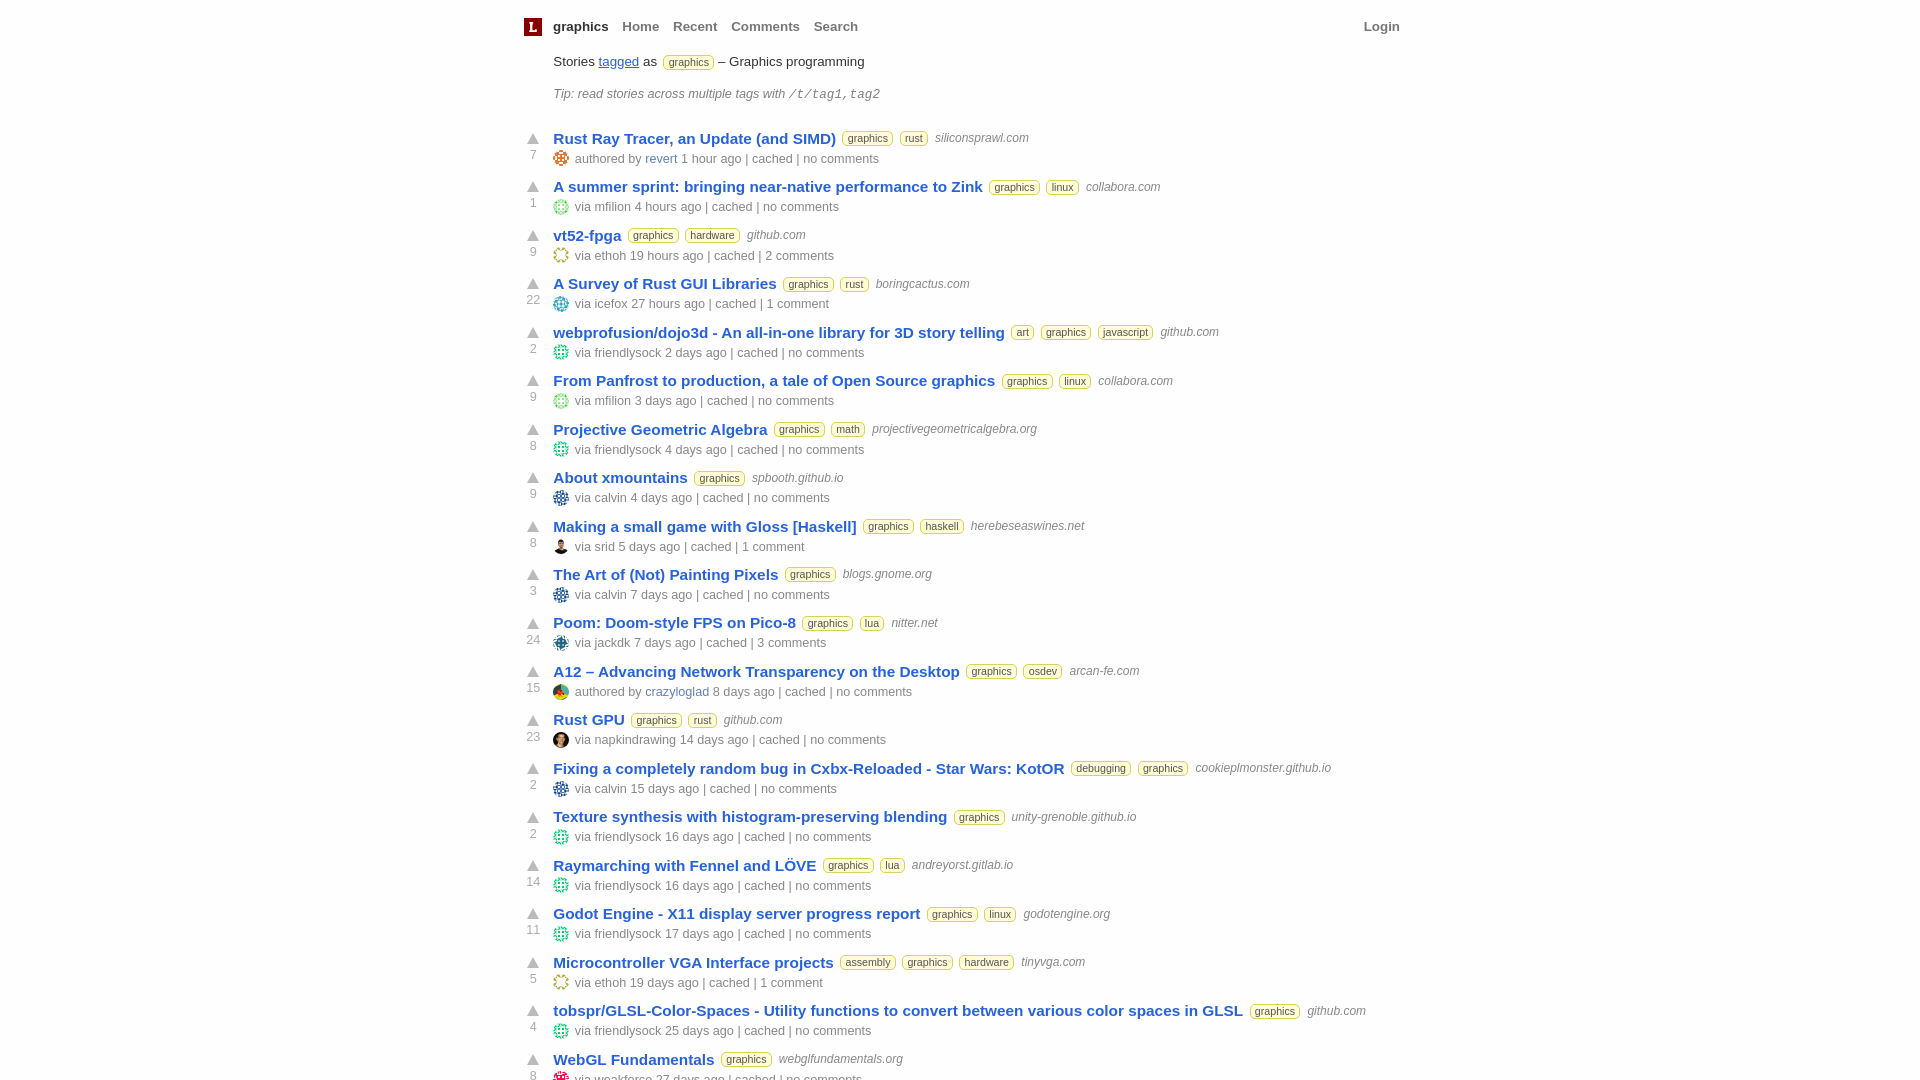 L graphics Home Recent Comments Search Login
Stories tagged as graphics – Graphics programming
Tip: read stories across multiple tags with /t/tag1,tag2
Rust Ray Tracer, an Update (and SIMD) graphics rust siliconsprawl.com
7 authored by revert 1 hour ago | cached | no comments
A summer sprint: bringing near-native performance to Zink graphics linux collabora.com
1 via mfilion 4 hours ago | cached | no comments
vt52-fpga graphics hardware github.com
9 via ethoh 19 hours ago | cached | 2 comments
A Survey of Rust GUI Libraries graphics rust boringcactus.com
22 via icefox 27 hours ago | cached | 1 comment
webprofusion/dojo3d - An all-in-one library for 3D story telling art graphics javascript github.com
2 via friendlysock 2 days ago | cached | no comments
From Panfrost to production, a tale of Open Source graphics graphics linux collabora.com
9 via mfilion 3 days ago | cached | no comments
Projective Geometric Algebra graphics math projectivegeometricalgebra.org
8 via friendlysock 4 days ago | cached | no comments
About xmountains graphics spbooth.github.io
9 via calvin 4 days ago | cached | no comments
Making a small game with Gloss [Haskell] graphics haskell herebeseaswines.net
8 via srid 5 days ago | cached | 1 comment
The Art of (Not) Painting Pixels graphics blogs.gnome.org
3 via calvin 7 days ago | cached | no comments
Poom: Doom-style FPS on Pico-8 graphics lua nitter.net
24 via jackdk 7 days ago | cached | 3 comments
A12 – Advancing Network Transparency on the Desktop graphics osdev arcan-fe.com
15 authored by crazyloglad 8 days ago | cached | no comments
Rust GPU graphics rust github.com
23 via napkindrawing 14 days ago | cached | no comments
Fixing a completely random bug in Cxbx-Reloaded - Star Wars: KotOR debugging graphics cookieplmonster.github.io
2 via calvin 15 days ago | cached | no comments
Texture synthesis with histogram-preserving blending graphics unity-grenoble.github.io
2 via friendlysock 16 days ago | cached | no comments
Raymarching with Fennel and LÖVE graphics lua andreyorst.gitlab.io
14 via friendlysock 16 days ago | cached | no comments
Godot Engine - X11 display server progress report graphics linux godotengine.org
11 via friendlysock 17 days ago | cached | no comments
Microcontroller VGA Interface projects assembly graphics hardware tinyvga.com
5 via ethoh 19 days ago | cached | 1 comment
tobspr/GLSL-Color-Spaces - Utility functions to convert between various color spaces in GLSL graphics github.com
4 via friendlysock 25 days ago | cached | no comments
WebGL Fundamentals graphics webglfundamentals.org
8 via weakforce 27 days ago | cached | no comments